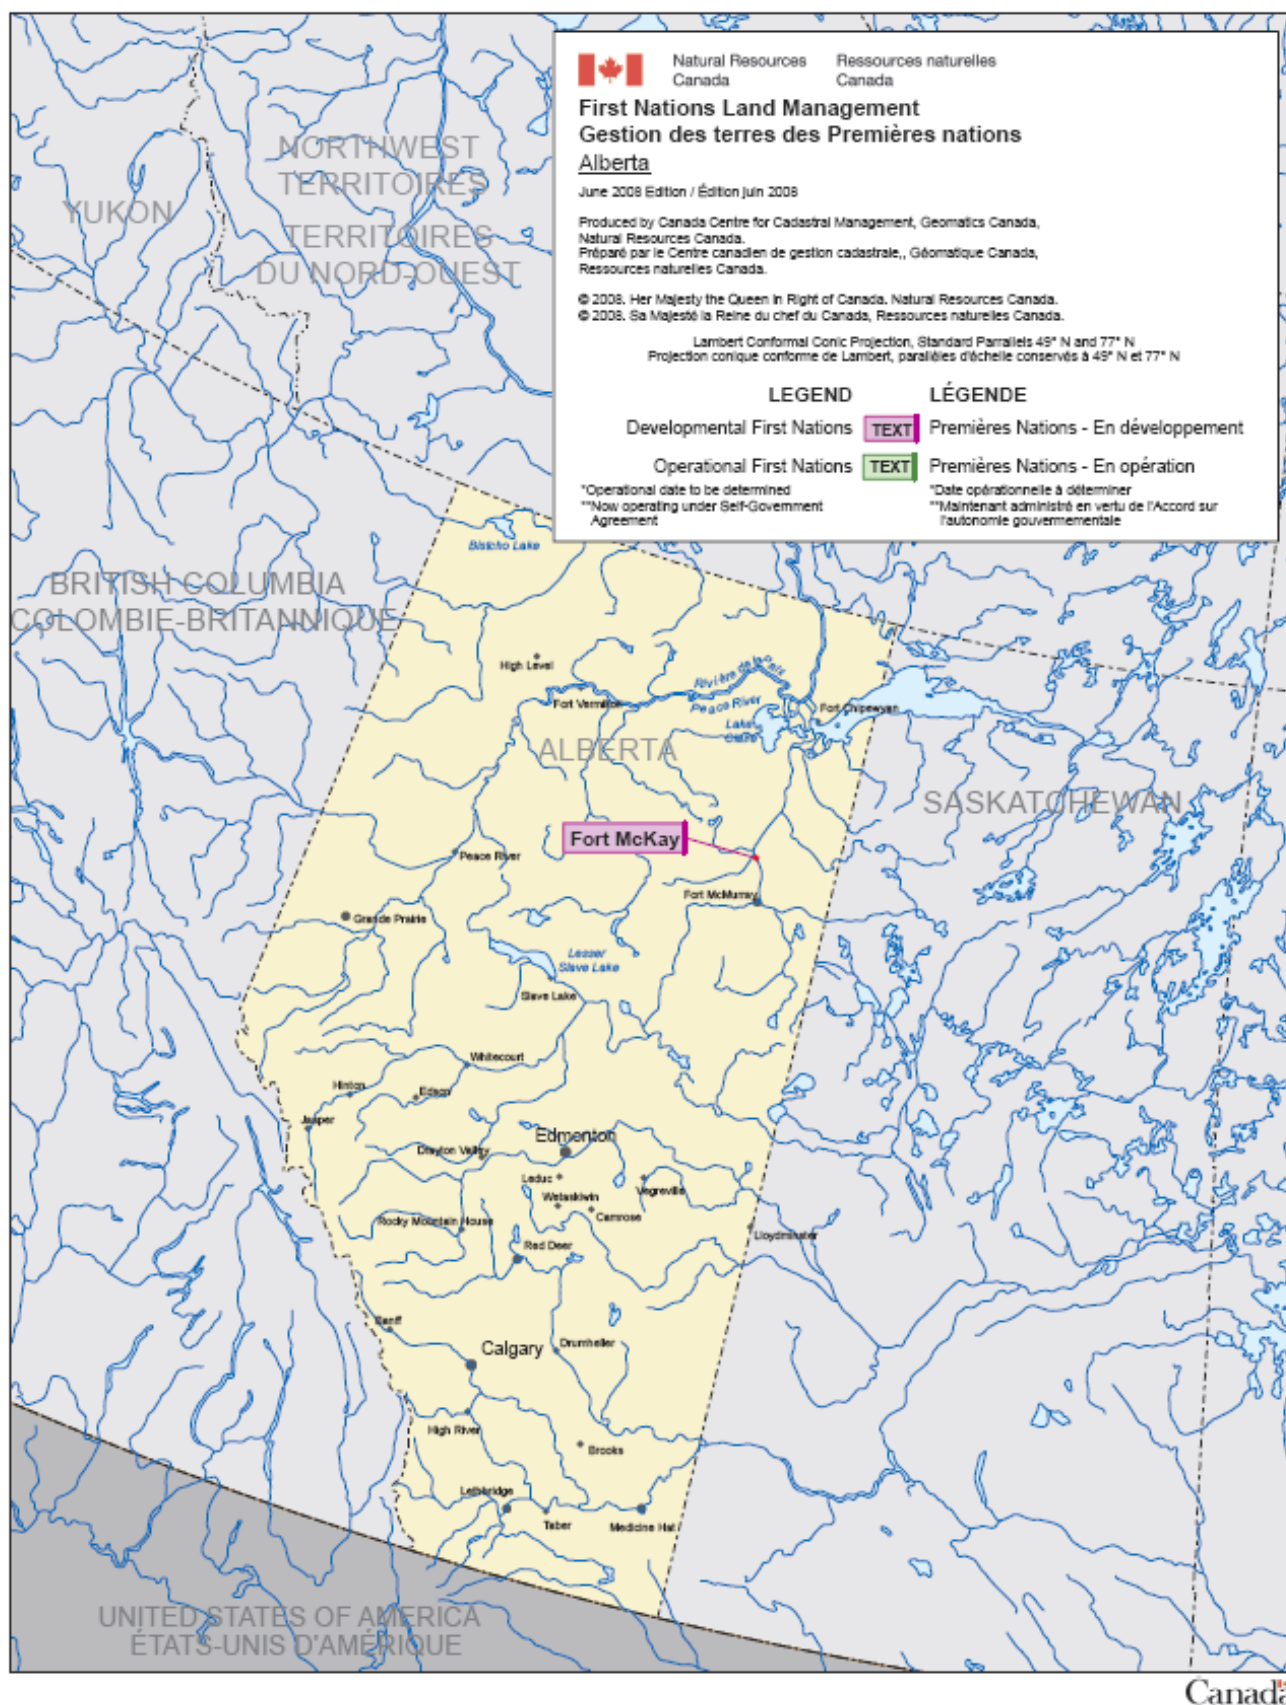 Natural Resources Canada
Ressources naturelles Canada
First Nations Land Management
Gestion des terres des Premières nations
Alberta
June 2008 Edition / Édition juin 2008
Produced by Canada Centre for Cadastral Management, Geomatics Canada,
Natural Resources Canada.
Préparé par le Centre canadien de gestion cadastrale,, Géomatique Canada,
Ressources naturelles Canada.
© 2008. Her Majesty the Queen in Right of Canada. Natural Resources Canada.
© 2008. Sa Majesté la Reine du chef du Canada, Ressources naturelles Canada.
Lambert Conformal Conic Projection, Standard Parrallels 49° N and 77° N
Projection conique conforme de Lambert, parallèles d'échelle conservés à 49° N et 77° N
LEGEND LÉGENDE
Developmental First Nations TEXT Premières Nations - En développement
Operational First Nations TEXT Premières Nations - En opération
*Operational date to be determined
**Now operating under Self-Government
Agreement
*Date opérationnelle à déterminer
**Maintenant administré en vertu de l'Accord sur
l'autonomie gouvermementale
NORTHWEST
TERRITOIRES
YUKON
TERRITOIRES
DU NORD-OUEST
BRITISH COLUMBIA
COLOMBIE-BRITANNIQUE
Bistcho Lake
High Level
Rivière de la Paix
Peace River
Fort Vermilion
Fort Chipewyan
Lake
Claire
ALBERTA
SASKATCHEWAN
Fort McKay
Peace River
Fort McMurray
Grande Prairie
Lesser
Slave Lake
Slave Lake
Whitecourt
Hinton
Edson
Jasper
Edmonton
Drayton Valley
Leduc
Vegreville
Wetaskiwin
Camrose
Rocky Mountain House
Lloydminster
Red Deer
Banff
Calgary
Drumheller
High River
Brooks
Lethbridge
Taber
Medicine Hat
UNITED STATES OF AMERICA
ÉTATS-UNIS D'AMÉRIQUE
Canada